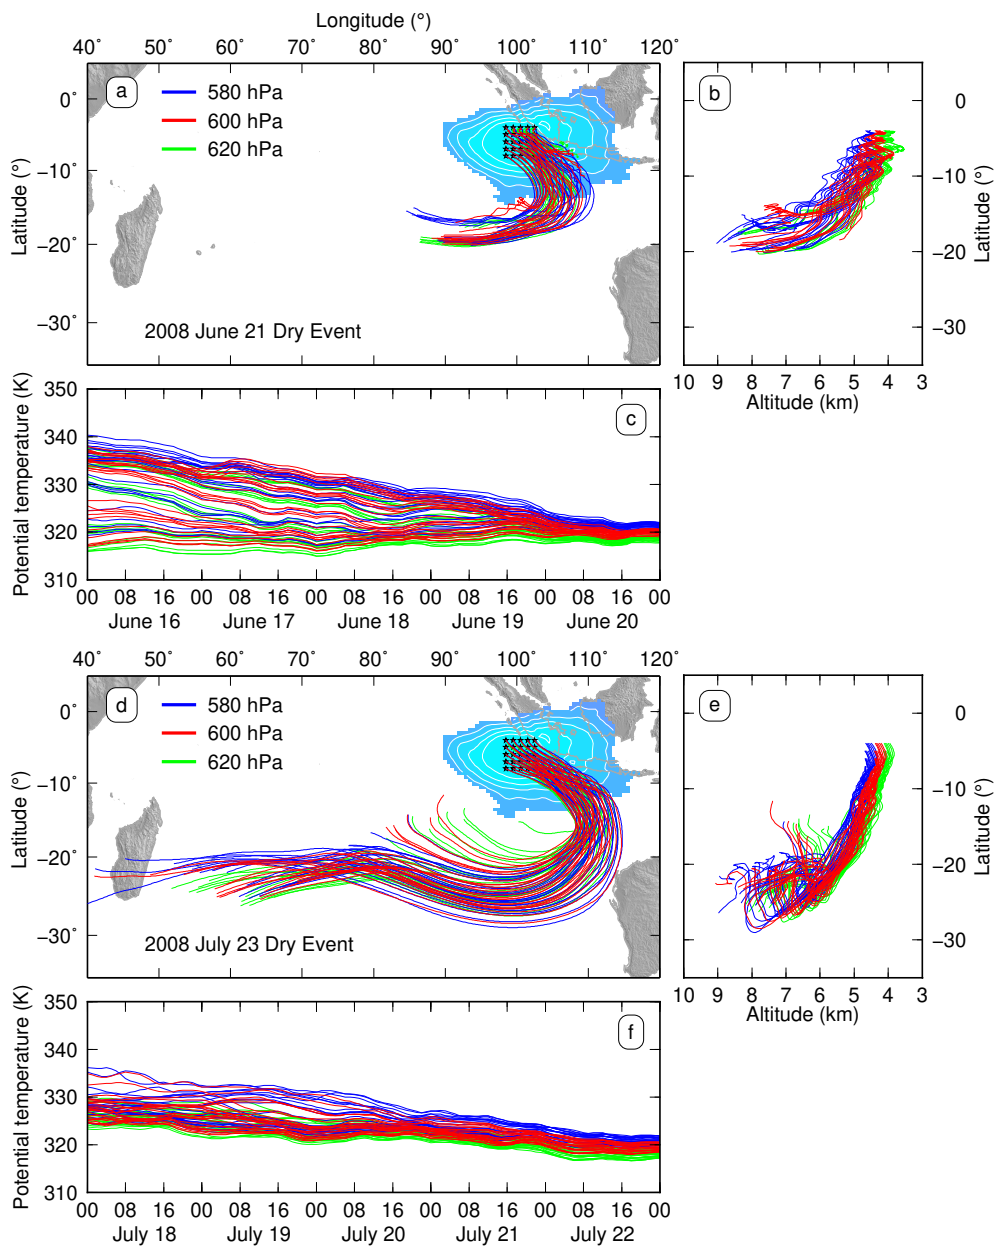 Longitude (°)
40˚ 50˚ 60˚ 70˚ 80˚ 90˚ 100˚ 110˚ 120˚
a
580 hPa
600 hPa
620 hPa
0˚
−10˚
−20˚
−30˚
Latitude (°)
2008 June 21 Dry Event
b
0
−10
−20
−30
Latitude (°)
10 9 8 7 6 5 4 3
Altitude (km)
350
340
330
320
310
Potential temperature (K)
c
00 08 16 00 08 16 00 08 16 00 08 16 00 08 16 00
June 16 June 17 June 18 June 19 June 20
40˚ 50˚ 60˚ 70˚ 80˚ 90˚ 100˚ 110˚ 120˚
d
580 hPa
600 hPa
620 hPa
0˚
−10˚
−20˚
−30˚
Latitude (°)
2008 July 23 Dry Event
e
0
−10
−20
−30
Latitude (°)
10 9 8 7 6 5 4 3
Altitude (km)
350
340
330
320
310
Potential temperature (K)
f
00 08 16 00 08 16 00 08 16 00 08 16 00 08 16 00
July 18 July 19 July 20 July 21 July 22